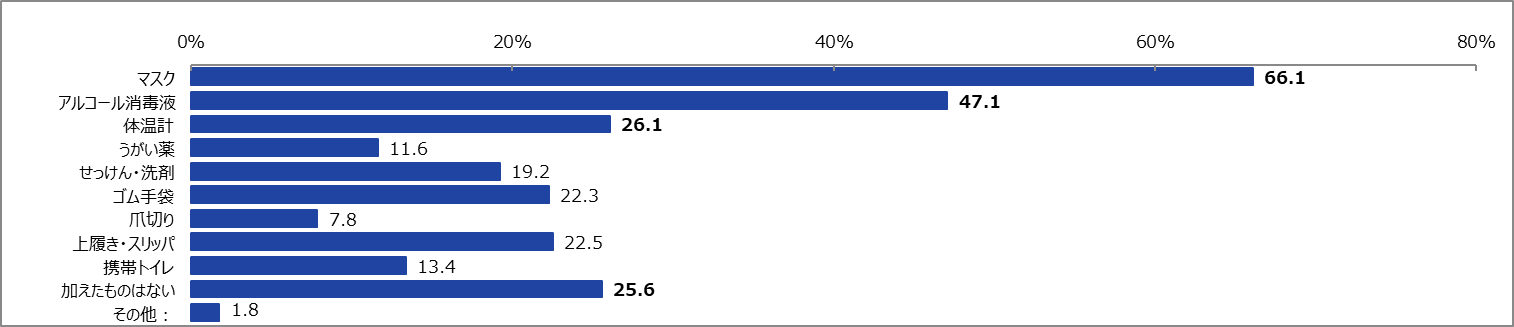 0% 20% 40% 60% 80%
マスク 66.1
アルコール消毒液 47.1
体温計 26.1
うがい薬 11.6
せっけん・洗剤 19.2
ゴム手袋 22.3
爪切り 7.8
上履き・スリッパ 22.5
携帯トイレ 13.4
加えたものはない 25.6
その他： 1.8